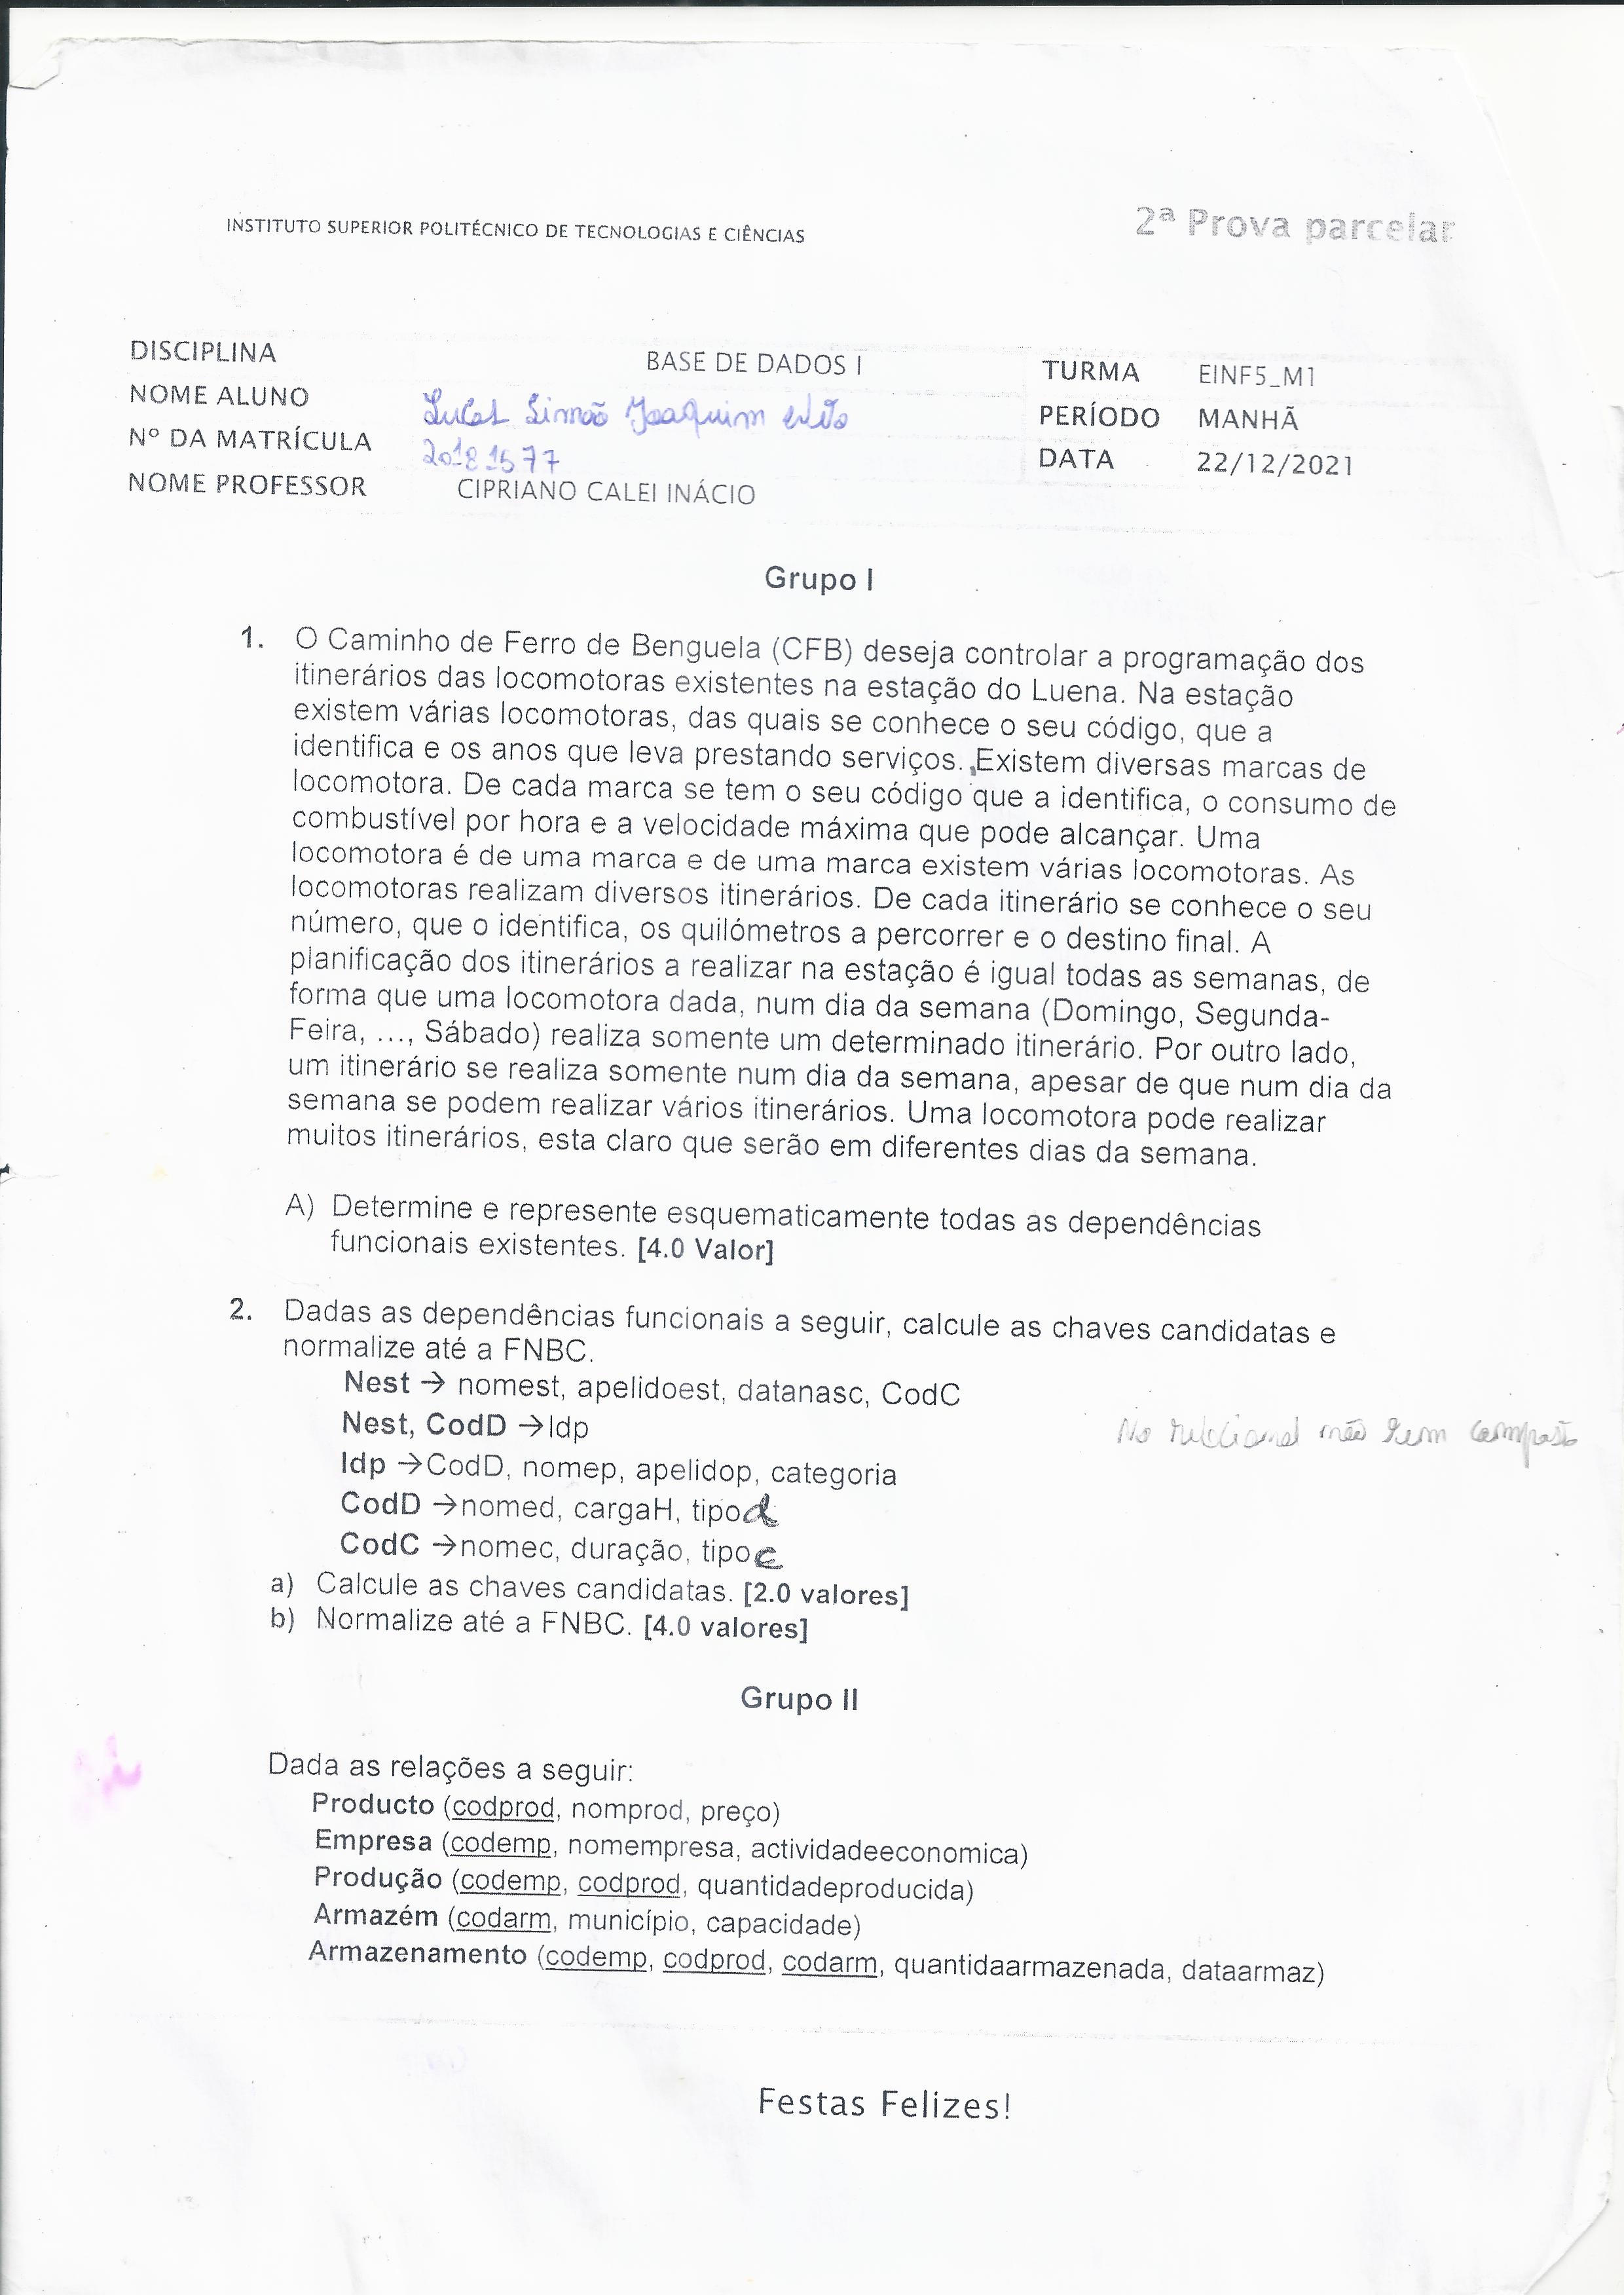 INSTITUTO SUPERIOR POLITÉCNICO DE TECNOLOGIAS E CIÊNCIAS
2ª Prova parcelar
DISCIPLINA BASE DE DADOS I TURMA EINF5_M1
NOME ALUNO Simão Joaquim PERÍODO MANHÃ
Nº DA MATRÍCULA 20181577 DATA 22/12/2021
NOME PROFESSOR CIPRIANO CALEI INÁCIO
Grupo I
1. O Caminho de Ferro de Benguela (CFB) deseja controlar a programação dos
itinerários das locomotoras existentes na estação do Luena. Na estação
existem várias locomotoras, das quais se conhece o seu código, que a
identifica e os anos que leva prestando serviços. Existem diversas marcas de
locomotora. De cada marca se tem o seu código que a identifica, o consumo de
combustível por hora e a velocidade máxima que pode alcançar. Uma
locomotora é de uma marca e de uma marca existem várias locomotoras. As
locomotoras realizam diversos itinerários. De cada itinerário se conhece o seu
número, que o identifica, os quilómetros a percorrer e o destino final. A
planificação dos itinerários a realizar na estação é igual todas as semanas, de
forma que uma locomotora dada, num dia da semana (Domingo, Segunda-
Feira, ..., Sábado) realiza somente um determinado itinerário. Por outro lado,
um itinerário se realiza somente num dia da semana, apesar de que num dia da
semana se podem realizar vários itinerários. Uma locomotora pode realizar
muitos itinerários, esta claro que serão em diferentes dias da semana.
A) Determine e represente esquematicamente todas as dependências
funcionais existentes. [4.0 Valor]
2. Dadas as dependências funcionais a seguir, calcule as chaves candidatas e
normalize até a FNBC.
Nest → nomest, apelidoest, datanasc, CodC
Nest, CodD →Idp
No não tem
Idp →CodD, nomep, apelidop, categoria
CodD →nomed, cargaH, tipod
CodC →nomec, duração, tipoc
a) Calcule as chaves candidatas. [2.0 valores]
b) Normalize até a FNBC. [4.0 valores]
Grupo II
Dada as relações a seguir:
Producto (codprod, nomprod, preço)
Empresa (codemp, nomempresa, actividadeeconomica)
Produção (codemp, codprod, quantidadeproducida)
Armazém (codarm, município, capacidade)
Armazenamento (codemp, codprod, codarm, quantidaarmazenada, dataarmaz)
Festas Felizes!